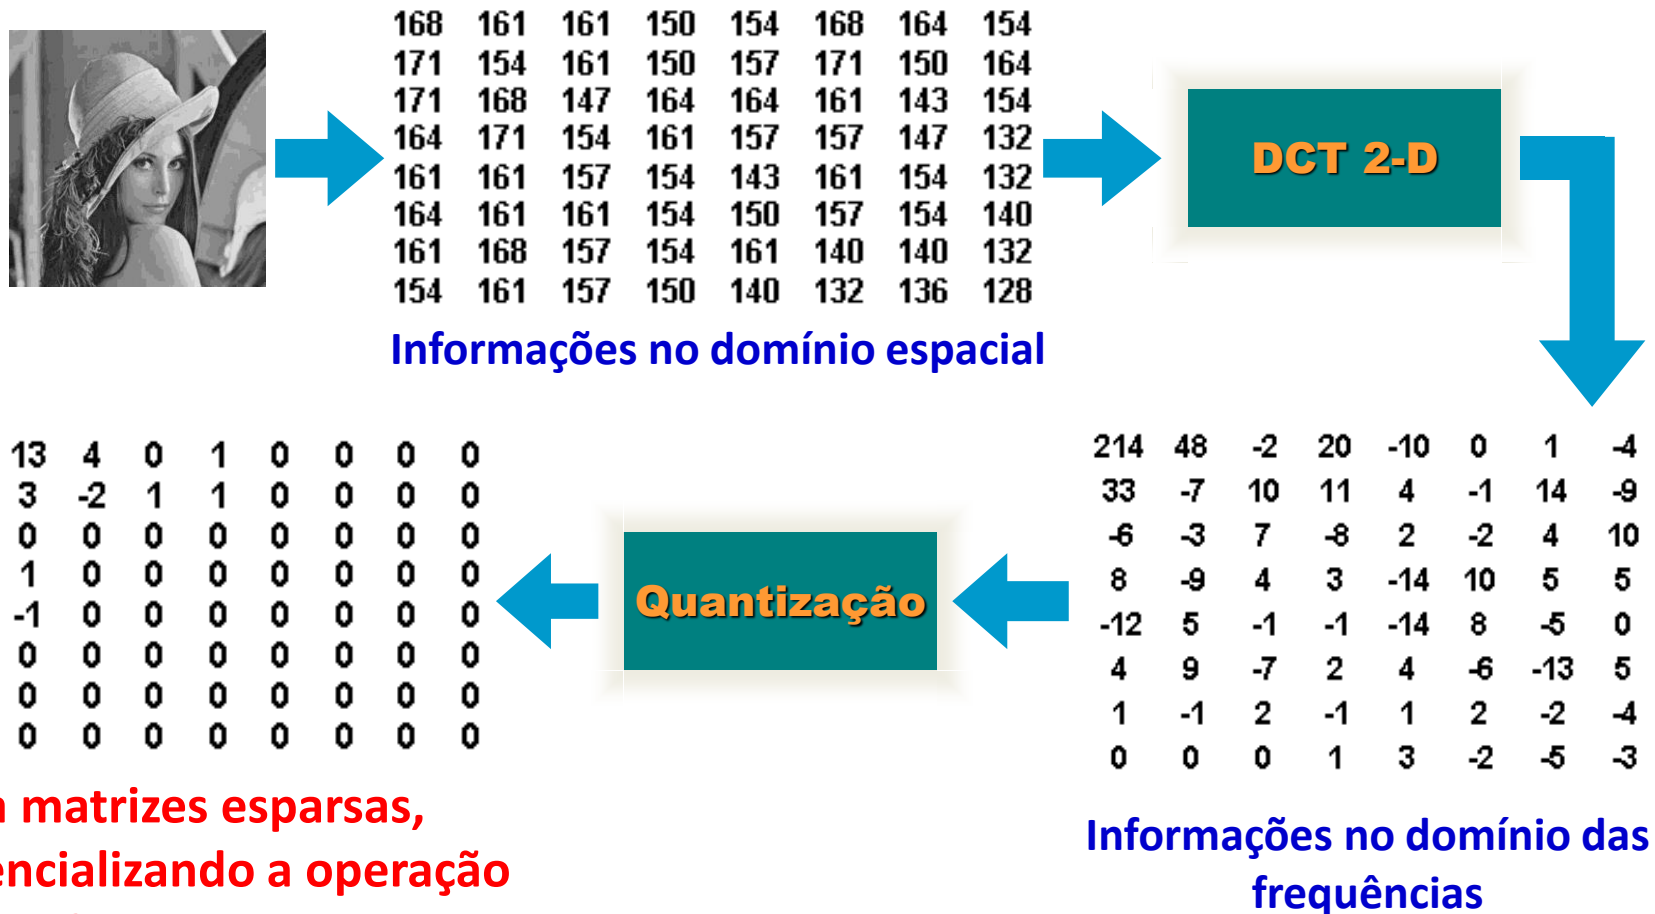 168 161 161 150 154 168 164 154
171 154 161 150 157 171 150 164
171 168 147 164 164 161 143 154
164 171 154 161 157 157 147 132
161 161 157 154 143 161 154 132
164 161 161 154 150 157 154 140
161 168 157 154 161 140 140 132
154 161 157 150 140 132 136 128
Informações no domínio espacial
DCT 2-D
214 48 -2 20 -10 0 1 -4
33 -7 10 11 4 -1 14 -9
-6 -3 7 -8 2 -2 4 10
8 -9 4 3 -14 10 5 5
-12 5 -1 -1 -14 8 -5 0
4 9 -7 2 4 -6 -13 5
1 -1 2 -1 1 2 -2 -4
0 0 0 1 3 -2 -5 -3
Informações no domínio das
frequências
Quantização
13 4 0 1 0 0 0 0
3 -2 1 1 0 0 0 0
0 0 0 0 0 0 0 0
1 0 0 0 0 0 0 0
-1 0 0 0 0 0 0 0
0 0 0 0 0 0 0 0
0 0 0 0 0 0 0 0
0 0 0 0 0 0 0 0
matrizes esparsas,
encializando a operação